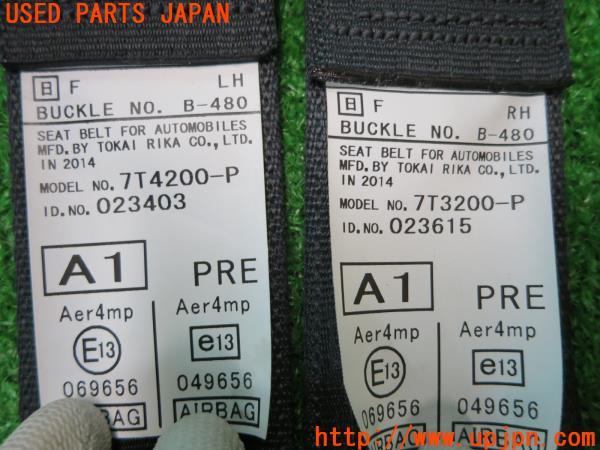 USED PARTS JAPAN
日 F LH
BUCKLE NO. B-480
SEAT BELT FOR AUTOMOBILES
MFD. BY TOKAI RIKA CO., LTD.
IN 2014
MODEL NO. 7T4200-P
ID. NO. 023403
A1 PRE
Aer4mp Aer4mp
E13 e13
069656 049656
AIRBAG
日 F RH
BUCKLE NO. B-480
SEAT BELT FOR AUTOMOBILES
MFD. BY TOKAI RIKA CO., LTD.
IN 2014
MODEL NO. 7T3200-P
ID. NO. 023615
A1 PRE
Aer4mp Aer4mp
E13 e13
069656 049656
http://www.upjpn.com/